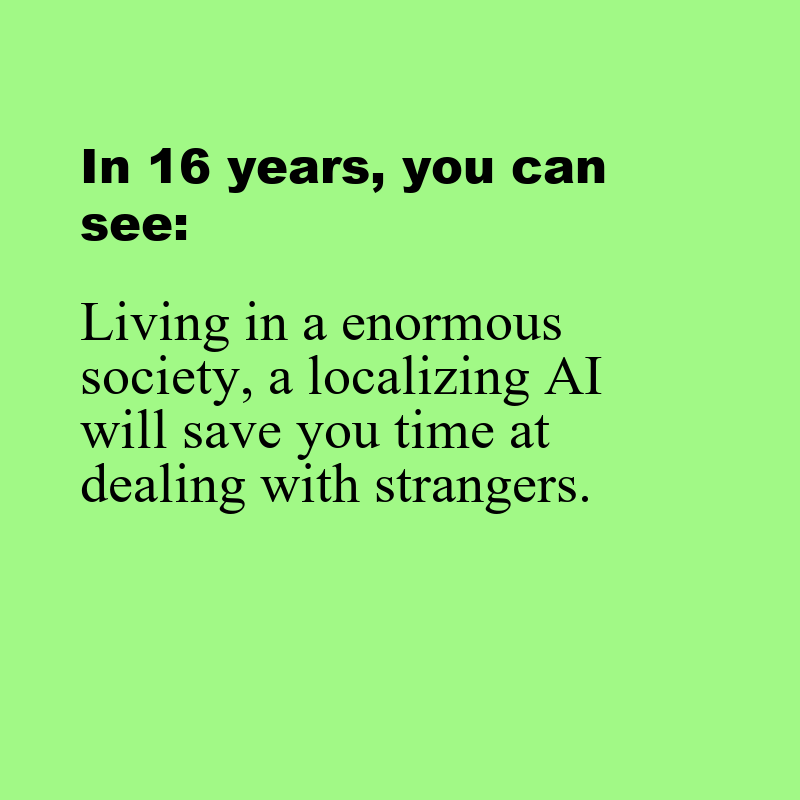 In 16 years, you can
see:
Living in a enormous
society, a localizing AI
will save you time at
dealing with strangers.